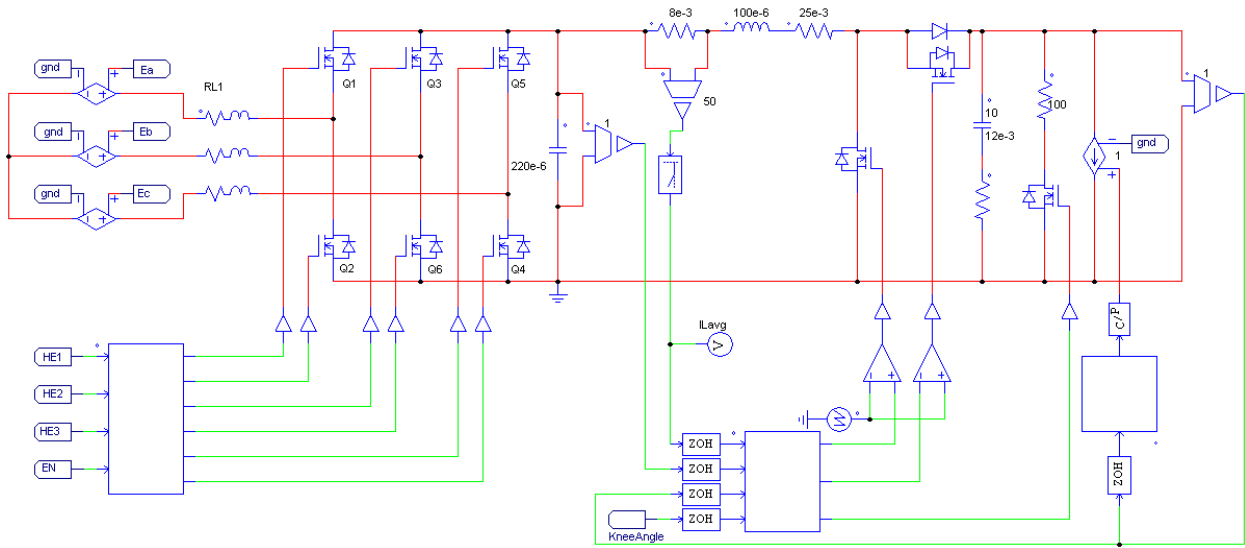 8e-3
100e-6
25e-3
gnd
Ea
RL1
Q1
Q3
Q5
50
1
1
10
12e-3
100
1
gnd
gnd
Eb
220e-6
gnd
Ec
Q2
Q6
Q4
C/P
ILavg
V
HE1
HE2
HE3
EN
ZOH
ZOH
ZOH
ZOH
ZOH
KneeAngle